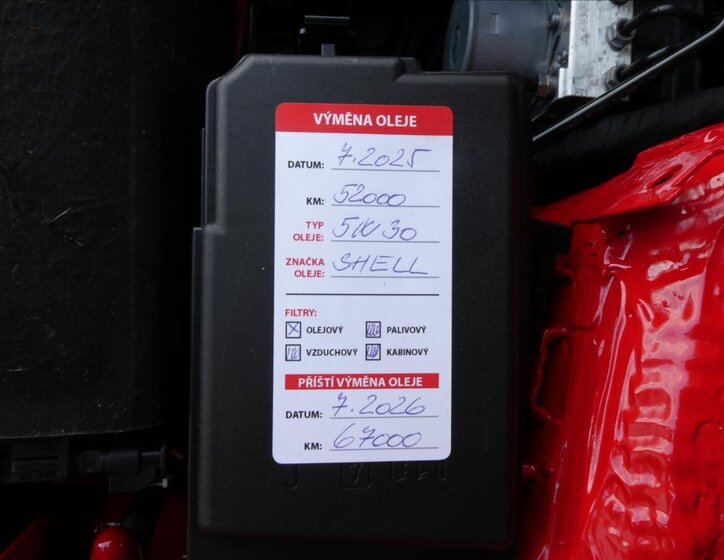 VÝMĚNA OLEJE
DATUM: 7.2025
KM: 52000
TYP OLEJE: 5W30
ZNAČKA OLEJE: SHELL
FILTRY:
OLEJOVÝ PALIVOVÝ
VZDUCHOVÝ KABINOVÝ
PŘÍŠTÍ VÝMĚNA OLEJE
DATUM: 7.2026
KM: 67000